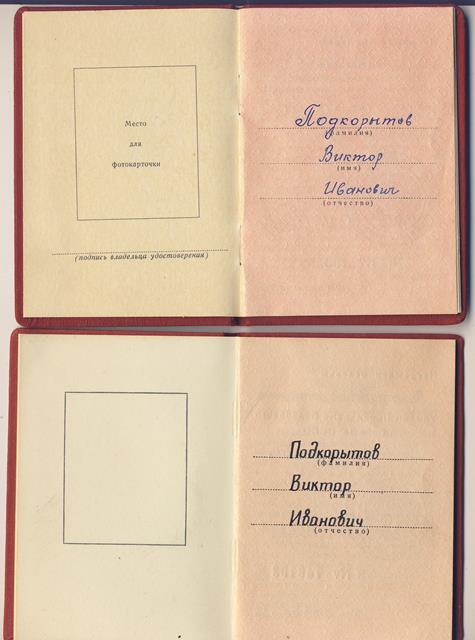 Место
для
фотокарточки
(подпись владельца удостоверения)
Подкорытов
(фамилия)
Виктор
(имя)
Иванович
(отчество)
Подкорытов
(фамилия)
Виктор
(имя)
Иванович
(отчество)